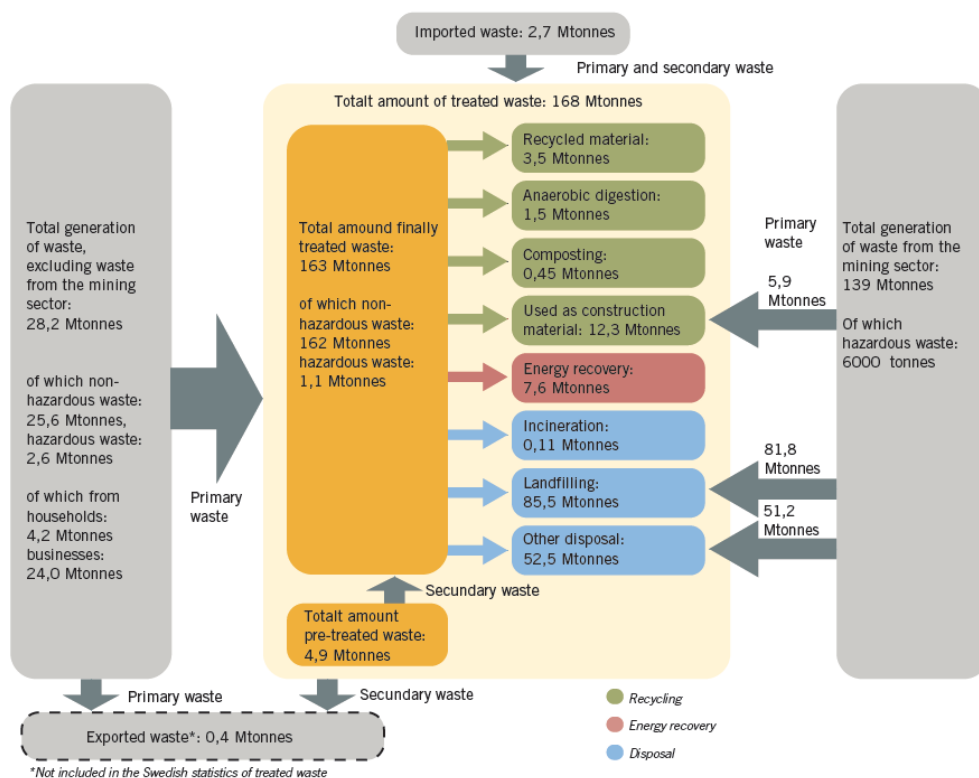 Imported waste: 2,7 Mtonnes
Primary and secondary waste
Total generation
of waste,
excluding waste
from the mining
sector:
28,2 Mtonnes
of which non-
hazardous waste:
25,6 Mtonnes,
hazardous waste:
2,6 Mtonnes
of which from
households:
4,2 Mtonnes
businesses:
24,0 Mtonnes
Primary
waste
Totalt amount of treated waste: 168 Mtonnes
Total amound finally
treated waste:
163 Mtonnes
of which non-
hazardous waste:
162 Mtonnes
hazardous waste:
1,1 Mtonnes
Recycled material:
3,5 Mtonnes
Anaerobic digestion:
1,5 Mtonnes
Composting:
0,45 Mtonnes
Used as construction
material: 12,3 Mtonnes
Energy recovery:
7,6 Mtonnes
Incineration:
0,11 Mtonnes
Landfilling:
85,5 Mtonnes
Other disposal:
52,5 Mtonnes
Secundary waste
Totalt amount
pre-treated waste:
4,9 Mtonnes
Primary
waste
5,9
Mtonnes
81,8
Mtonnes
51,2
Mtonnes
Total generation
of waste from the
mining sector:
139 Mtonnes
Of which
hazardous waste:
6000 tonnes
Primary waste
Secundary waste
Exported waste*: 0,4 Mtonnes
*Not included in the Swedish statistics of treated waste
Recycling
Energy recovery
Disposal